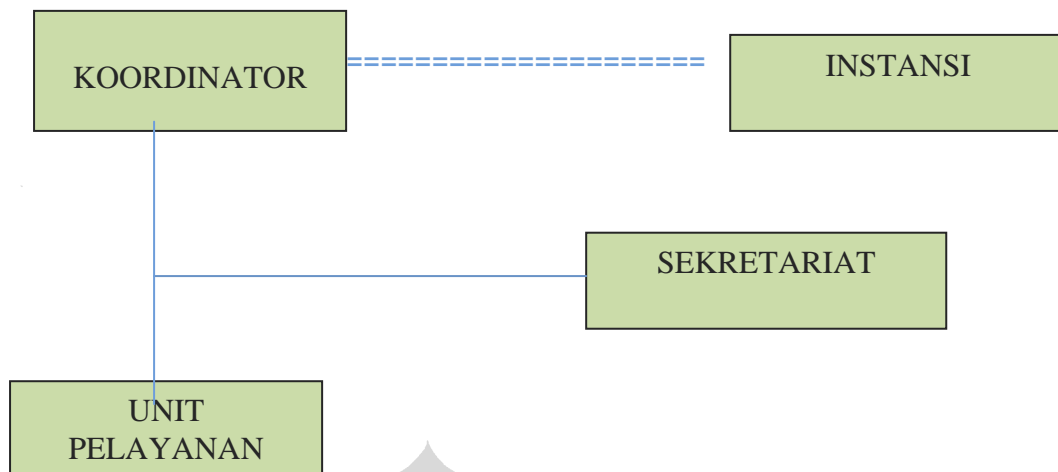 KOORDINATOR
INSTANSI
SEKRETARIAT
UNIT
PELAYANAN